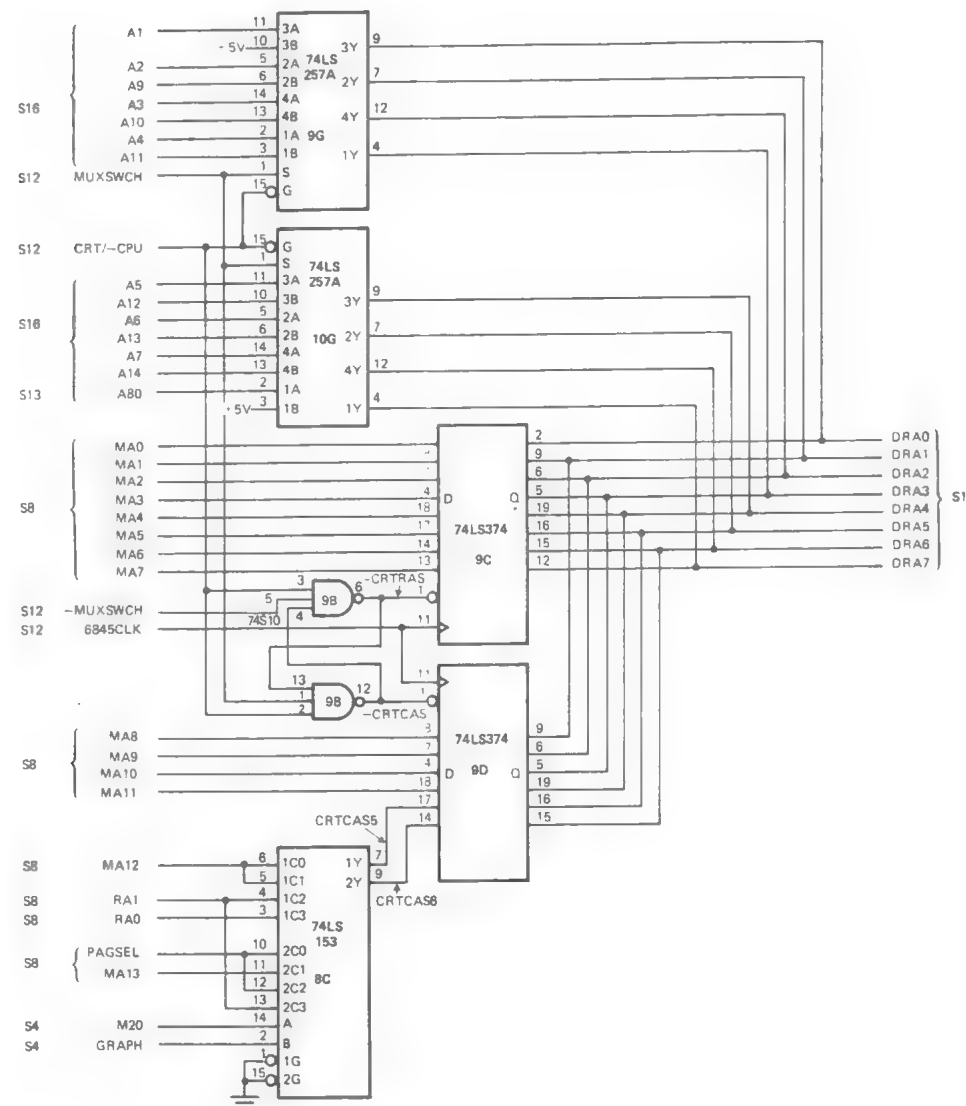 A1 11 3A
-5V 10 3B 3Y 9
A2 5 2A 74LS
A9 6 2B 257A 2Y 7
A3 14 4A
A10 13 4B 4Y 12
S16
A4 2 1A 9G
A11 3 1B 1Y 4
S12 MUXSWCH 1 S
15 G
S12 CRT/-CPU 15 G
1 S 74LS
A5 11 3A 257A
A12 10 3B 3Y 9
A6 5 2A
S16
A13 6 2B 10G 2Y 7
A7 14 4A
A14 13 4B 4Y 12
S13 A80 2 1A
+5V 3 1B 1Y 4
MA0 2 DRA0
MA1 9 DRA1
MA2 6 DRA2
MA3 4 D Q 5 DRA3
S8 S1
MA4 18 19 DRA4
MA5 74LS374 16 DRA5
MA6 14 15 DRA6
MA7 13 9C 12 DRA7
3 9B 6 -CRTRAS 1
S12 -MUXSWCH 5
74S10 4
S12 6845CLK 11
11
13 9B 12 1
1 -CRTCAS
2
MA8 8 74LS374 9
MA9 7 6
S8
MA10 4 D 9D Q 5
MA11 18 19
17 16
CRTCAS5 14 15
S8 MA12 6 1C0 1Y 7
5 1C1 2Y 9
S8 RA1 4 1C2 CRTCAS6
S8 RA0 3 1C3
74LS
153
PAGSEL 10 2C0
S8
MA13 11 2C1 8C
12 2C2
13 2C3
S4 M20 14 A
S4 GRAPH 2 B
1 1G
15 2G